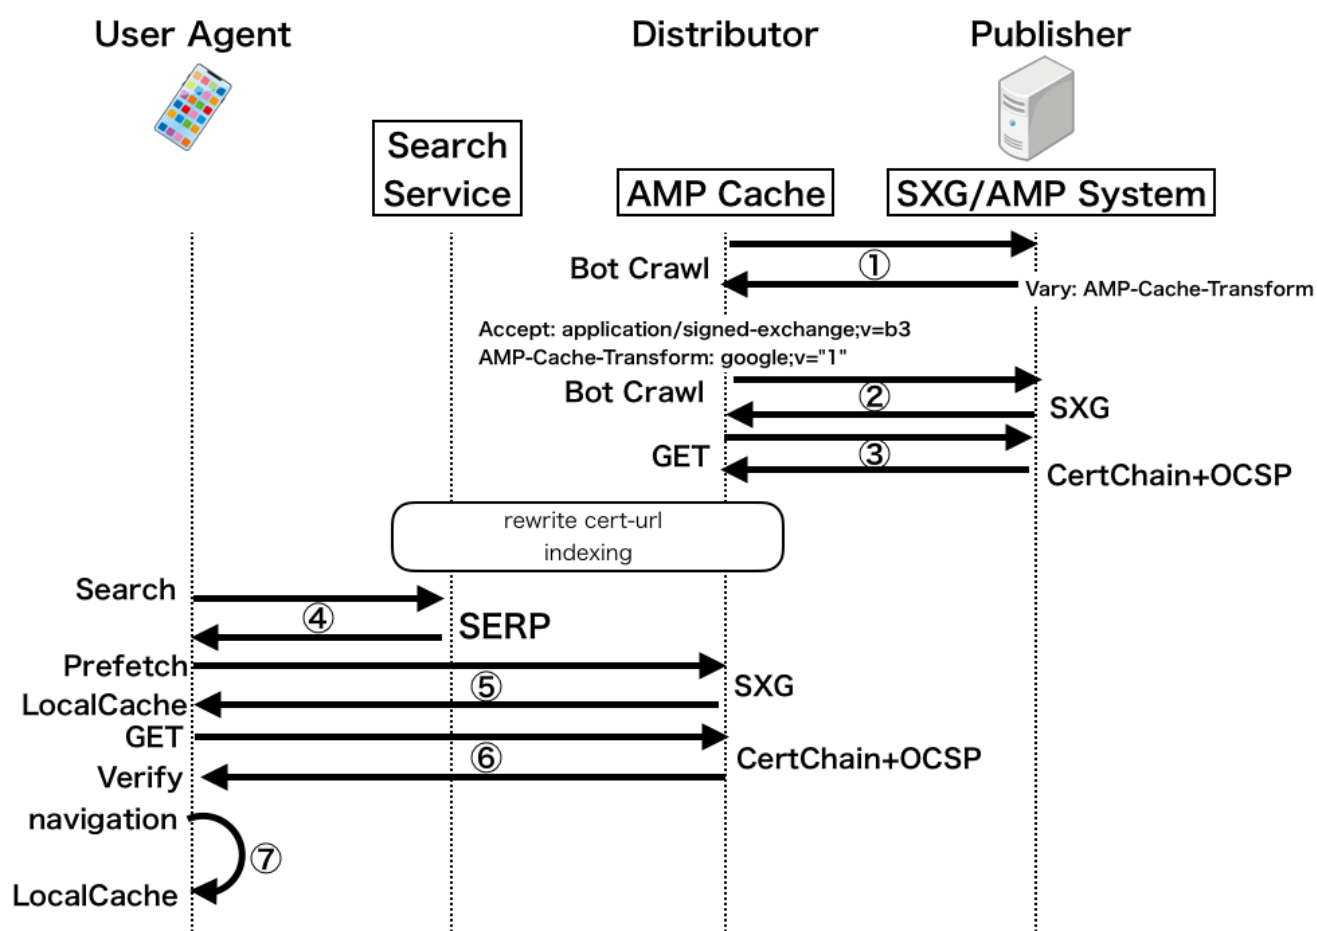 User Agent
Distributor
Publisher
Search
Service
AMP Cache
SXG/AMP System
Bot Crawl
①
Vary: AMP-Cache-Transform
Accept: application/signed-exchange;v=b3
AMP-Cache-Transform: google;v="1"
Bot Crawl
②
SXG
GET
③
CertChain+OCSP
rewrite cert-url
indexing
Search
④
SERP
Prefetch
⑤
SXG
LocalCache
GET
⑥
CertChain+OCSP
Verify
navigation
⑦
LocalCache